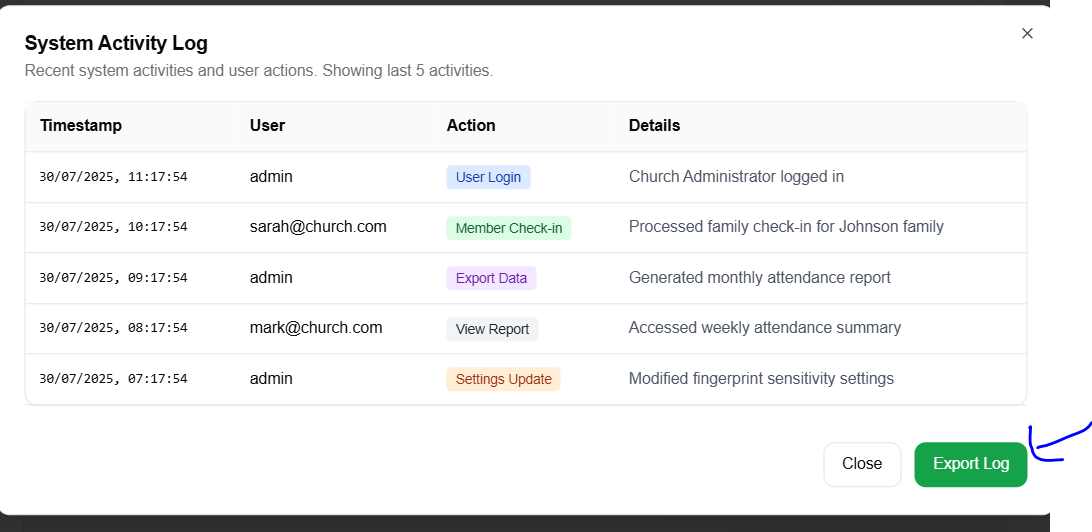 System Activity Log
Recent system activities and user actions. Showing last 5 activities.
Timestamp User Action Details
30/07/2025, 11:17:54 admin User Login Church Administrator logged in
30/07/2025, 10:17:54 sarah@church.com Member Check-in Processed family check-in for Johnson family
30/07/2025, 09:17:54 admin Export Data Generated monthly attendance report
30/07/2025, 08:17:54 mark@church.com View Report Accessed weekly attendance summary
30/07/2025, 07:17:54 admin Settings Update Modified fingerprint sensitivity settings
Close Export Log